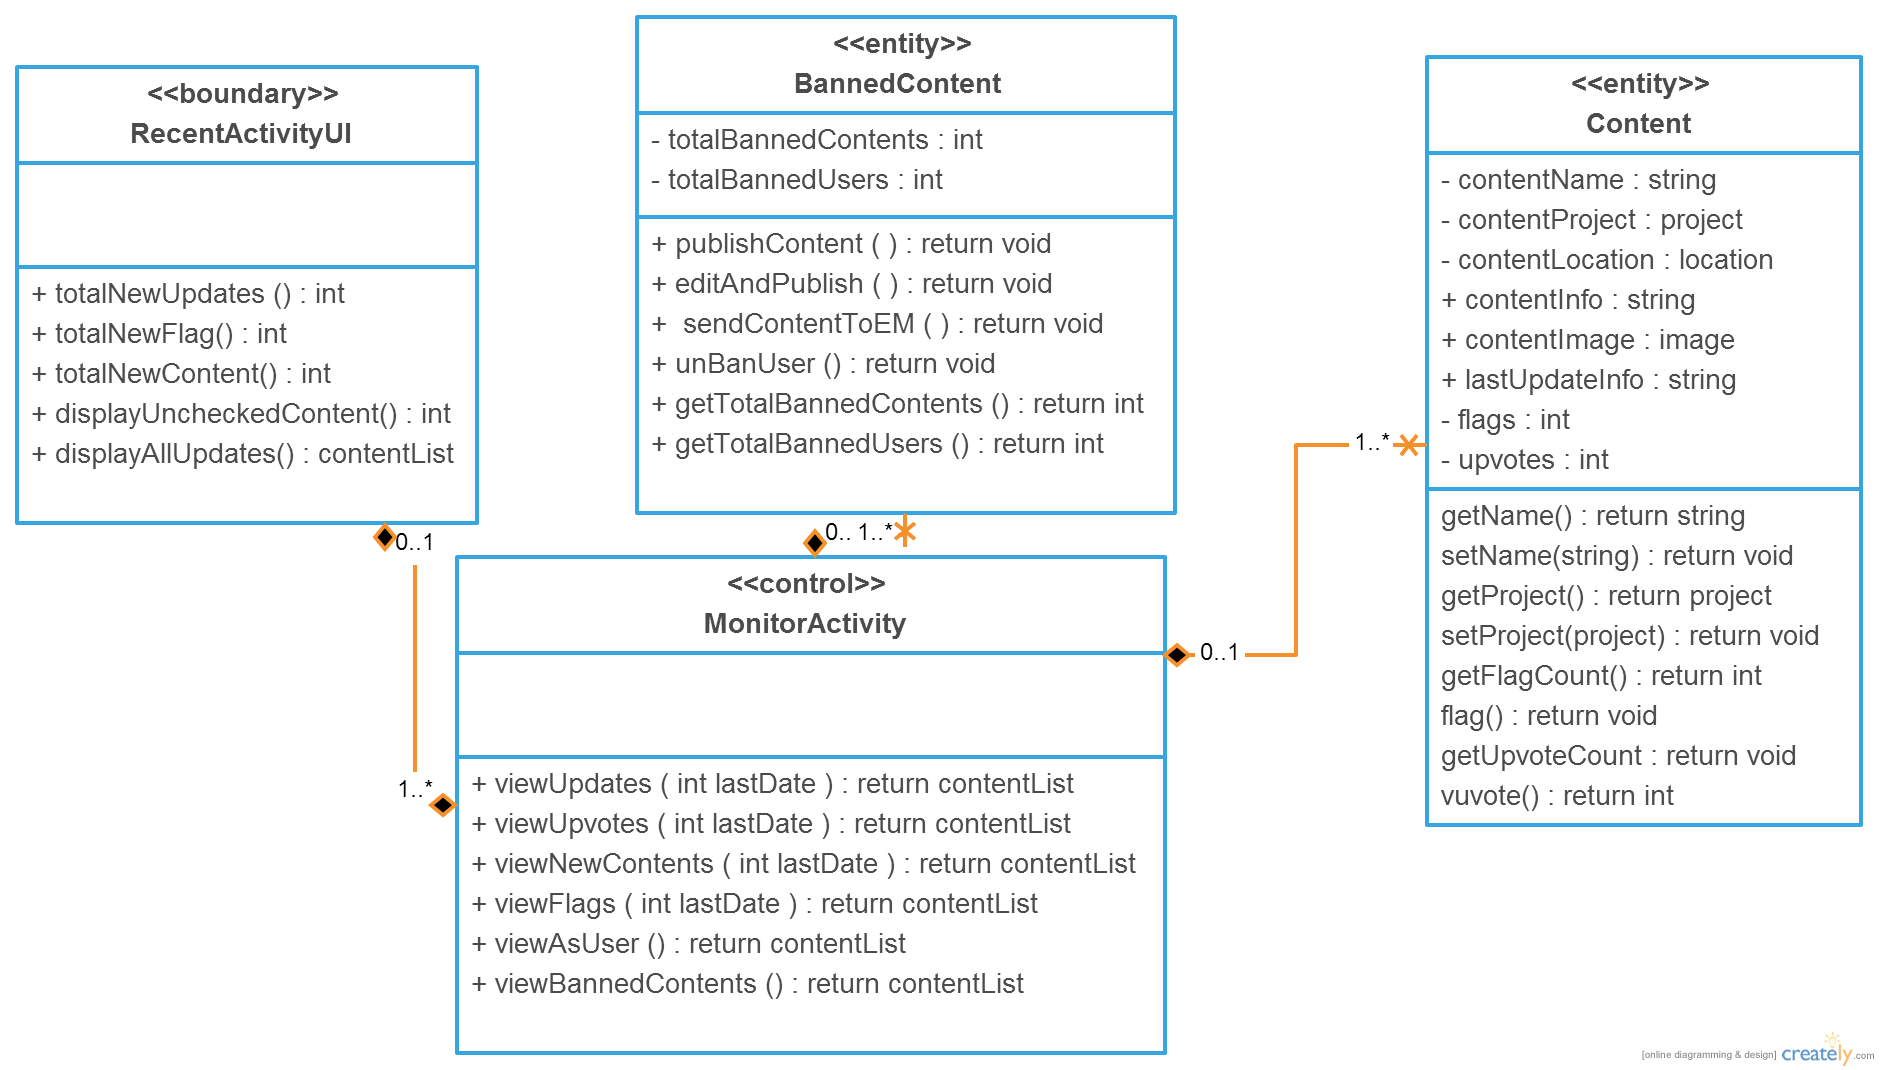 <<boundary>>
RecentActivityUI
+ totalNewUpdates () : int
+ totalNewFlag() : int
+ totalNewContent() : int
+ displayUncheckedContent() : int
+ displayAllUpdates() : contentList
<<entity>>
BannedContent
- totalBannedContents : int
- totalBannedUsers : int
+ publishContent ( ) : return void
+ editAndPublish ( ) : return void
+  sendContentToEM ( ) : return void
+ unBanUser () : return void
+ getTotalBannedContents () : return int
+ getTotalBannedUsers () : return int
<<entity>>
Content
- contentName : string
- contentProject : project
- contentLocation : location
+ contentInfo : string
+ contentImage : image
+ lastUpdateInfo : string
- flags : int
- upvotes : int
getName() : return string
setName(string) : return void
getProject() : return project
setProject(project) : return void
getFlagCount() : return int
flag() : return void
getUpvoteCount : return void
vuvote() : return int
0..1
0.. 1..*
1..*
0..1
1..*
<<control>>
MonitorActivity
+ viewUpdates ( int lastDate ) : return contentList
+ viewUpvotes ( int lastDate ) : return contentList
+ viewNewContents ( int lastDate ) : return contentList
+ viewFlags ( int lastDate ) : return contentList
+ viewAsUser () : return contentList
+ viewBannedContents () : return contentList
[online diagramming & design] creately.com